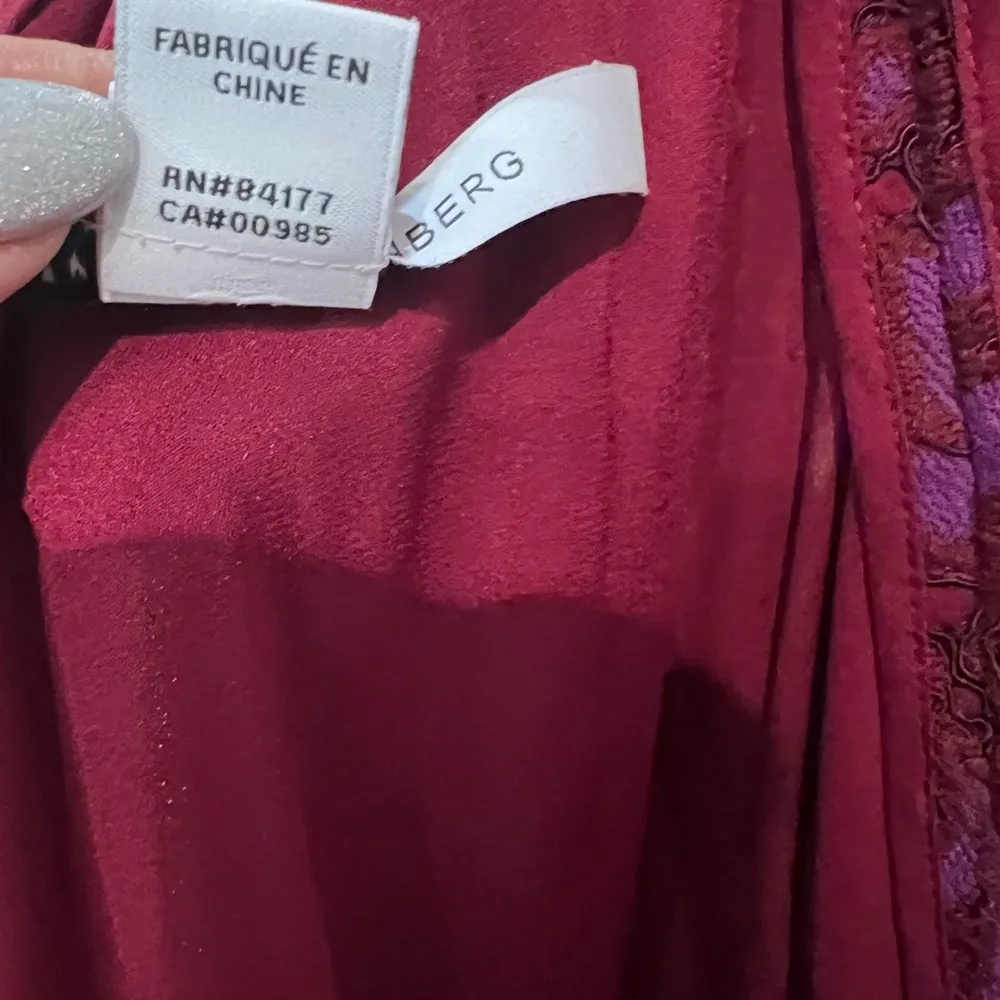 FABRIQUÉ EN
CHINE
RN#84177
CA#00985
BERG